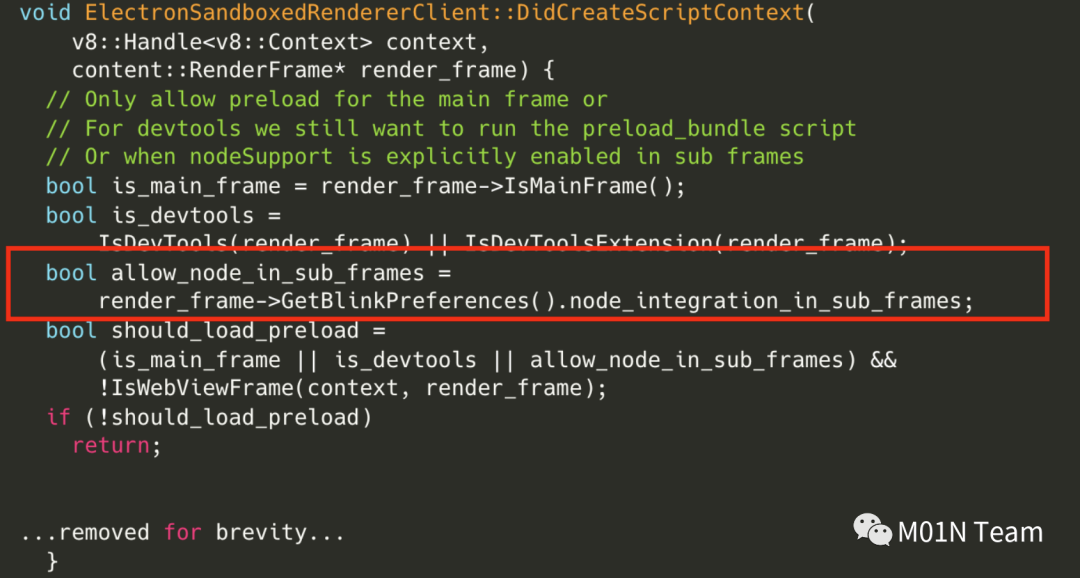 void ElectronSandboxedRendererClient::DidCreateScriptContext(
    v8::Handle<v8::Context> context,
    content::RenderFrame* render_frame) {
  // Only allow preload for the main frame or
  // For devtools we still want to run the preload_bundle script
  // Or when nodeSupport is explicitly enabled in sub frames
  bool is_main_frame = render_frame->IsMainFrame();
  bool is_devtools =
      IsDevTools(render_frame) || IsDevToolsExtension(render_frame);
  bool allow_node_in_sub_frames =
      render_frame->GetBlinkPreferences().node_integration_in_sub_frames;
  bool should_load_preload =
      (is_main_frame || is_devtools || allow_node_in_sub_frames) &&
      !IsWebViewFrame(context, render_frame);
  if (!should_load_preload)
    return;
...removed for brevity...
  }
M01N Team